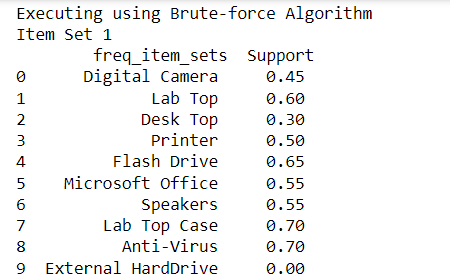 Executing using Brute-force Algorithm
Item Set 1
freq_item_sets Support
0 Digital Camera 0.45
1 Lab Top 0.60
2 Desk Top 0.30
3 Printer 0.50
4 Flash Drive 0.65
5 Microsoft Office 0.55
6 Speakers 0.55
7 Lab Top Case 0.70
8 Anti-Virus 0.70
9 External HardDrive 0.00